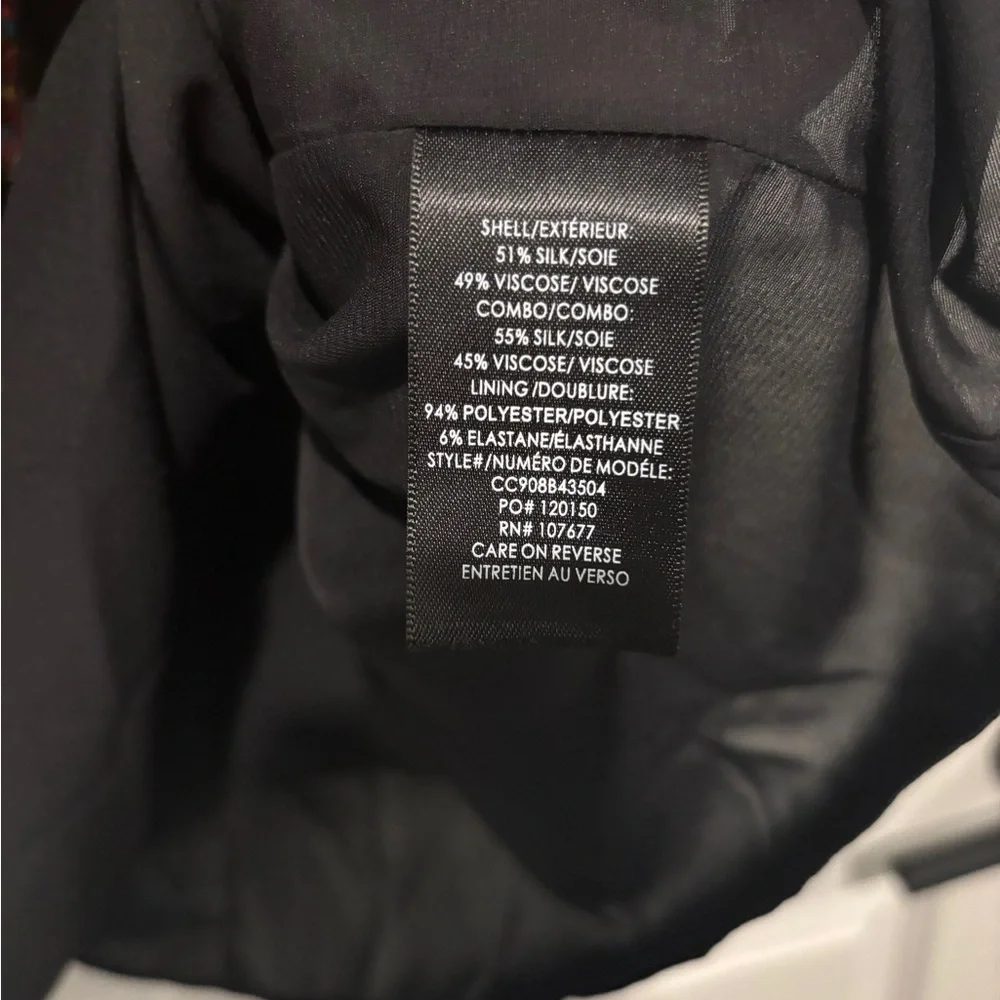 SHELL/EXTÉRIEUR:
51% SILK/SOIE
49% VISCOSE/ VISCOSE
COMBO/COMBO:
55% SILK/SOIE
45% VISCOSE/ VISCOSE
LINING/DOUBLURE:
94% POLYESTER/POLYESTER
6% ELASTANE/ÉLASTHANNE
STYLE#/NUMÉRO DE MODÉLE:
CC908B43504
PO# 120150
RN# 107677
CARE ON REVERSE
ENTRETIEN AU VERSO